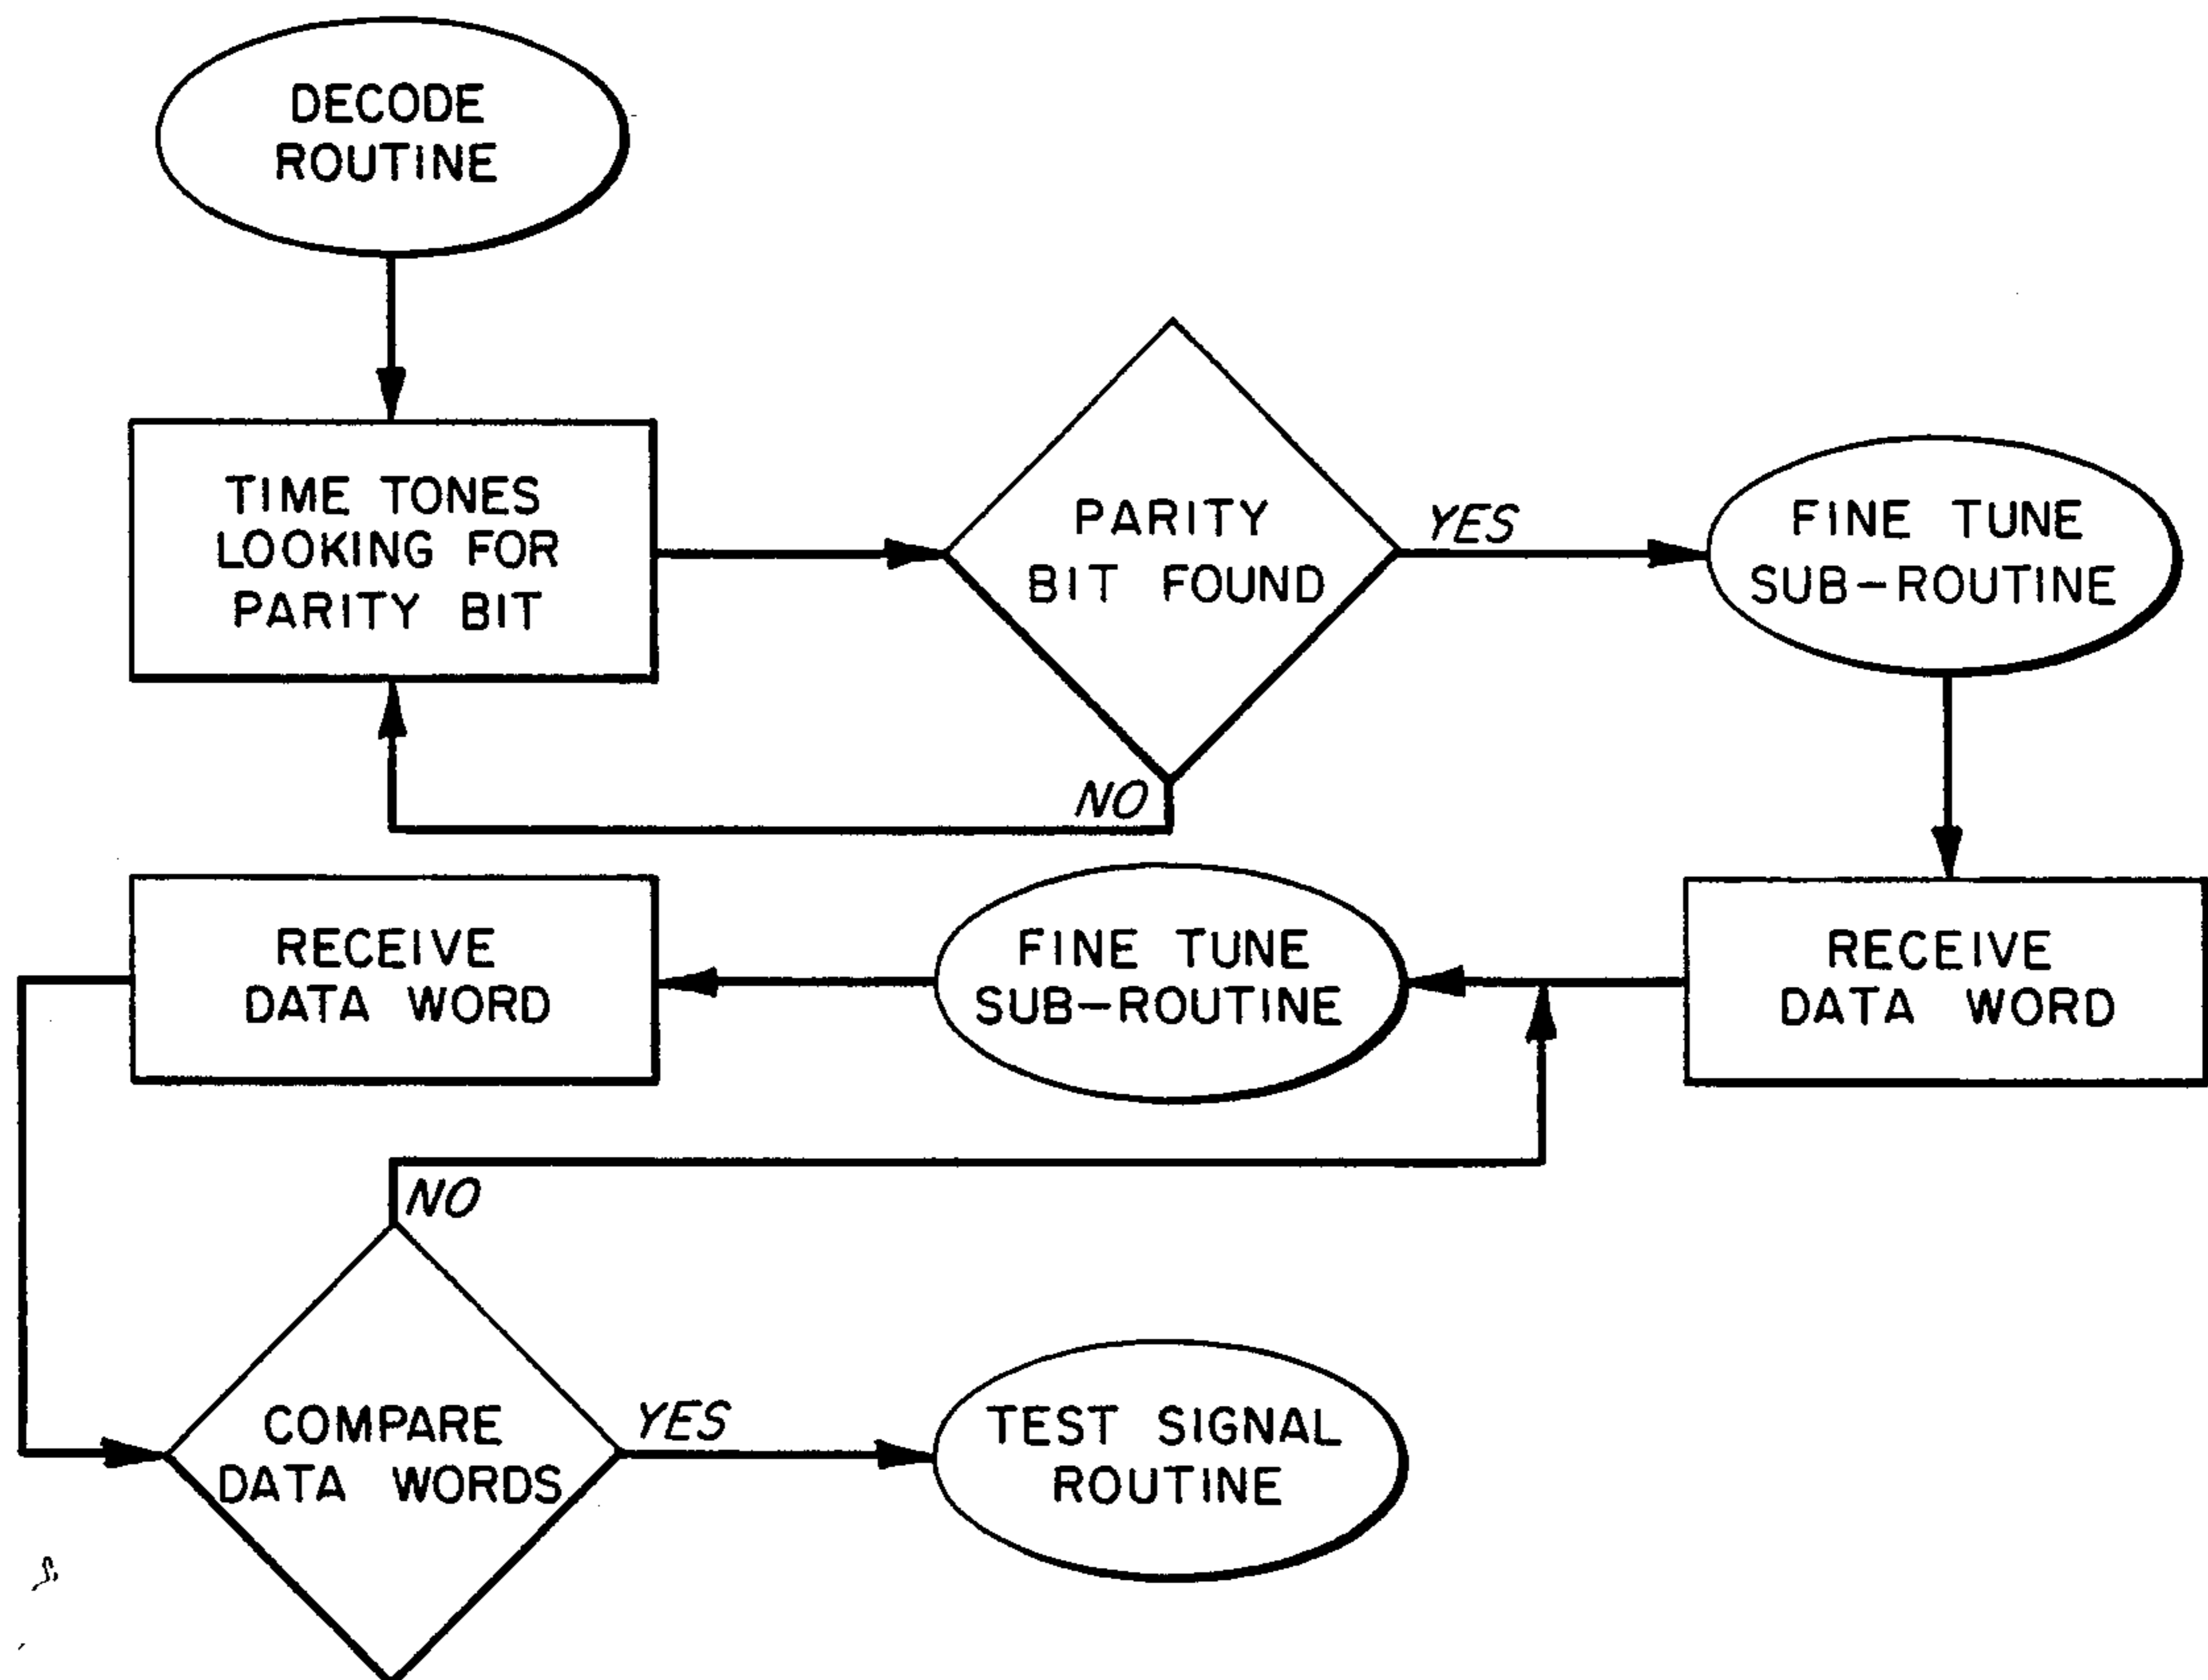 DECODE
ROUTINE
TIME TONES
LOOKING FOR
PARITY BIT
PARITY
BIT FOUND
YES
FINE TUNE
SUB-ROUTINE
NO
RECEIVE
DATA WORD
FINE TUNE
SUB-ROUTINE
RECEIVE
DATA WORD
NO
COMPARE
DATA WORDS
YES
TEST SIGNAL
ROUTINE